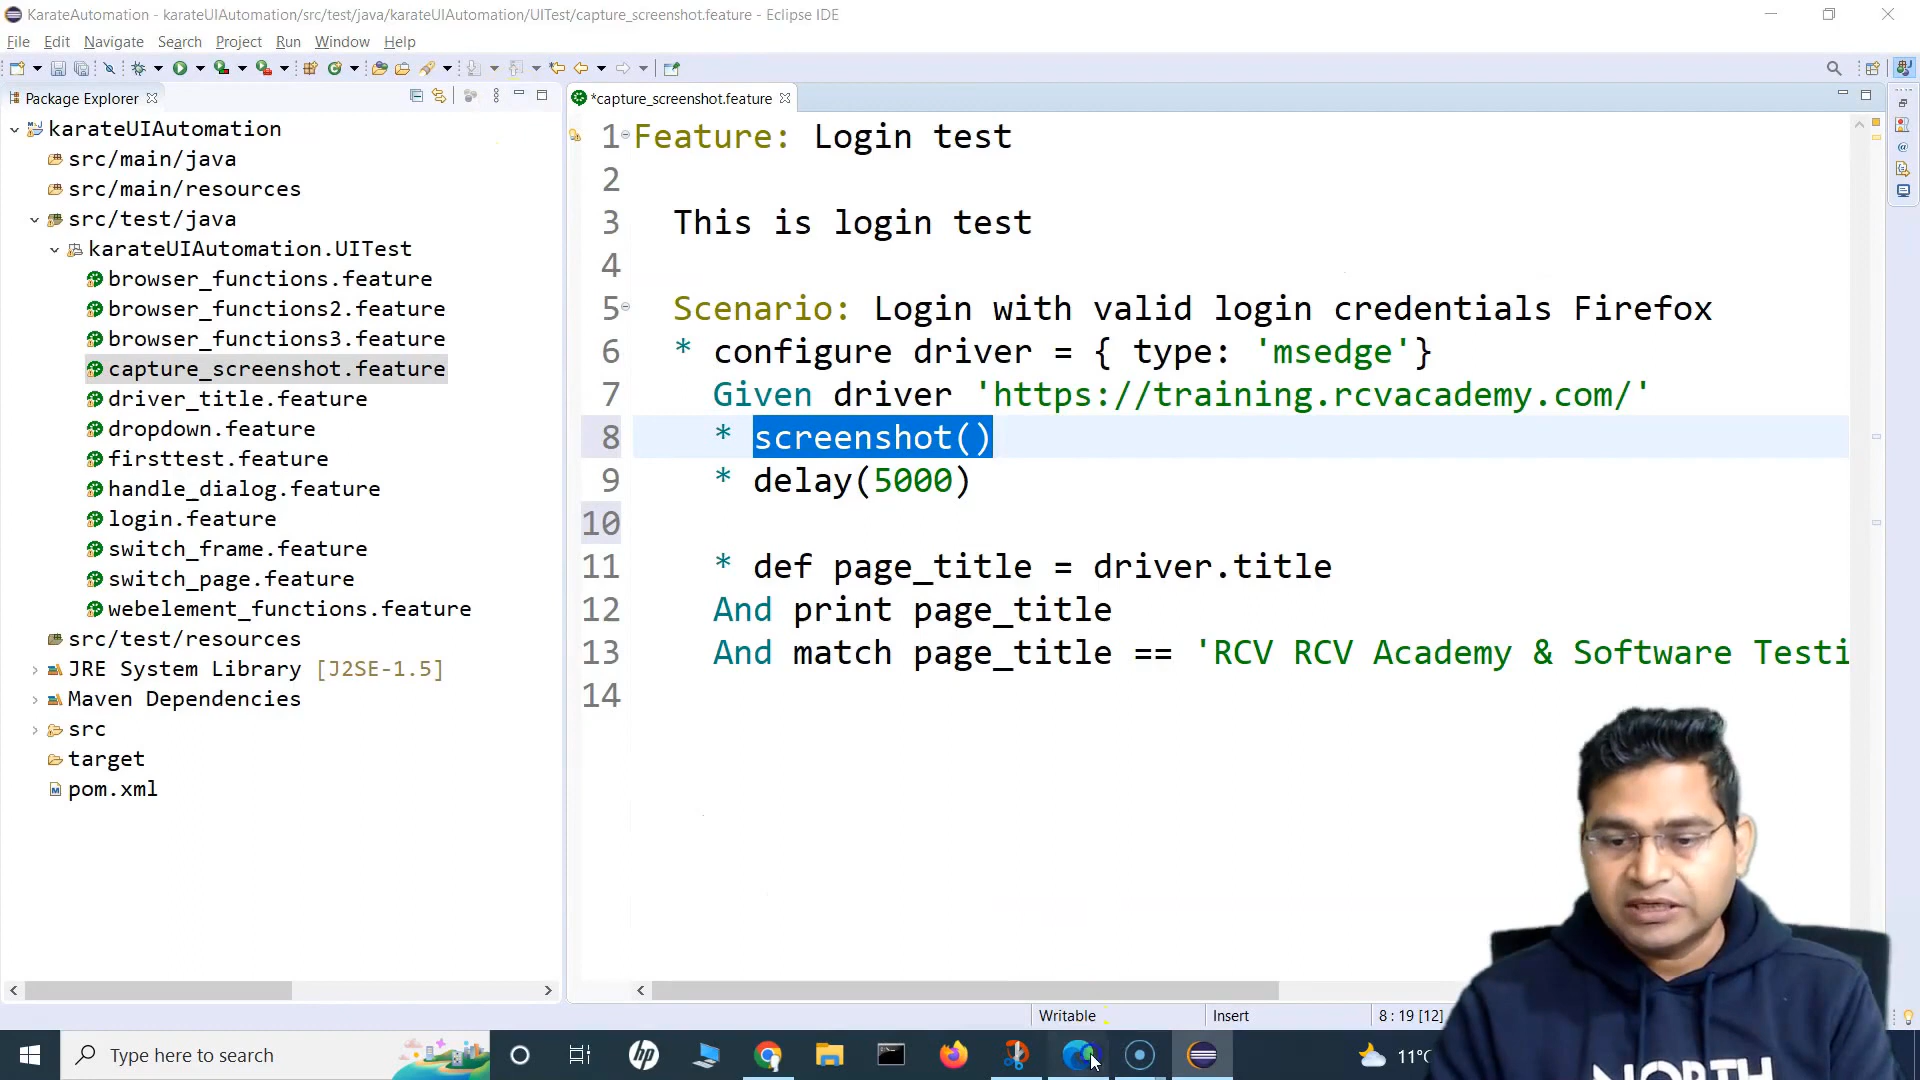 KarateAutomation - karateUIAutomation/src/test/java/karateUIAutomation/UITest/capture_screenshot.feature - Eclipse IDE
File Edit Navigate Search Project Run Window Help
Package Explorer
*capture_screenshot.feature
karateUIAutomation
src/main/java
src/main/resources
src/test/java
karateUIAutomation.UITest
browser_functions.feature
browser_functions2.feature
browser_functions3.feature
capture_screenshot.feature
driver_title.feature
dropdown.feature
firsttest.feature
handle_dialog.feature
login.feature
switch_frame.feature
switch_page.feature
webelement_functions.feature
src/test/resources
JRE System Library [J2SE-1.5]
Maven Dependencies
src
target
pom.xml
1 Feature: Login test
2
3 This is login test
4
5 Scenario: Login with valid login credentials Firefox
6 * configure driver = { type: 'msedge'}
7 Given driver 'https://training.rcvacademy.com/'
8 * screenshot()
9 * delay(5000)
10
11 * def page_title = driver.title
12 And print page_title
13 And match page_title == 'RCV RCV Academy & Software Testi
14
Writable Insert 8 : 19 [12]
Type here to search
hp
11°C
NORTH